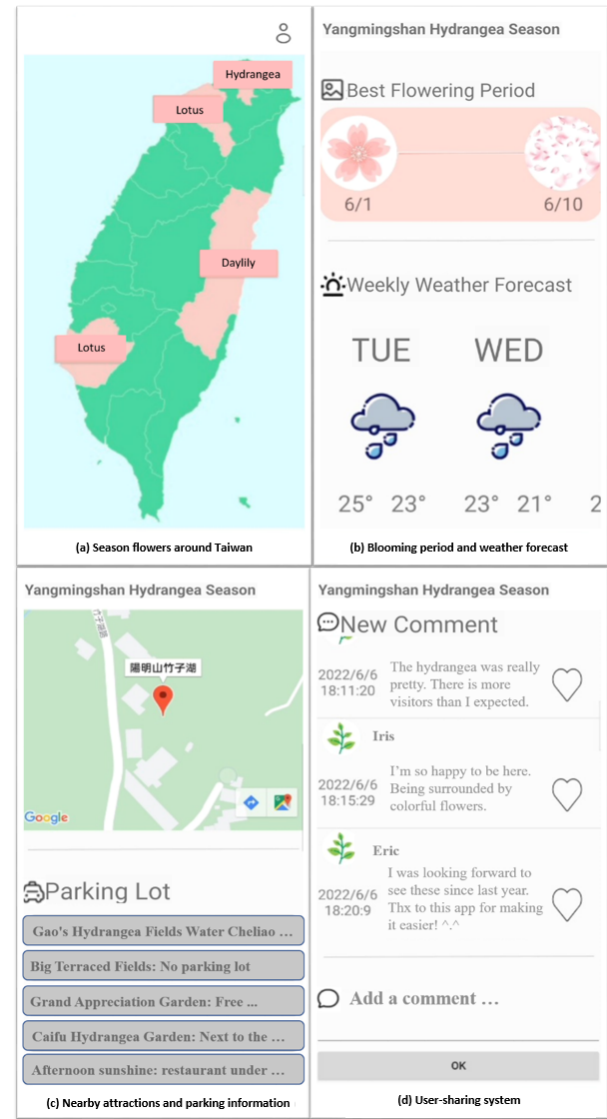 Hydrangea
Lotus
Daylily
Lotus
(a) Season flowers around Taiwan
Yangmingshan Hydrangea Season
Best Flowering Period
6/1
6/10
Weekly Weather Forecast
TUE
WED
25° 23°
23° 21°
2
(b) Blooming period and weather forecast
Yangmingshan Hydrangea Season
陽明山竹子湖
Google
Parking Lot
Gao's Hydrangea Fields Water Cheliao ...
Big Terraced Fields: No parking lot
Grand Appreciation Garden: Free ...
Caifu Hydrangea Garden: Next to the ...
Afternoon sunshine: restaurant under ...
(c) Nearby attractions and parking information
Yangmingshan Hydrangea Season
New Comment
2022/6/6
18:11:20
The hydrangea was really
pretty. There is more
visitors than I expected.
Iris
2022/6/6
18:15:29
I'm so happy to be here.
Being surrounded by
colorful flowers.
Eric
2022/6/6
18:20:9
I was looking forward to
see these since last year.
Thx to this app for making
it easier! ^.^
Add a comment ...
OK
(d) User-sharing system